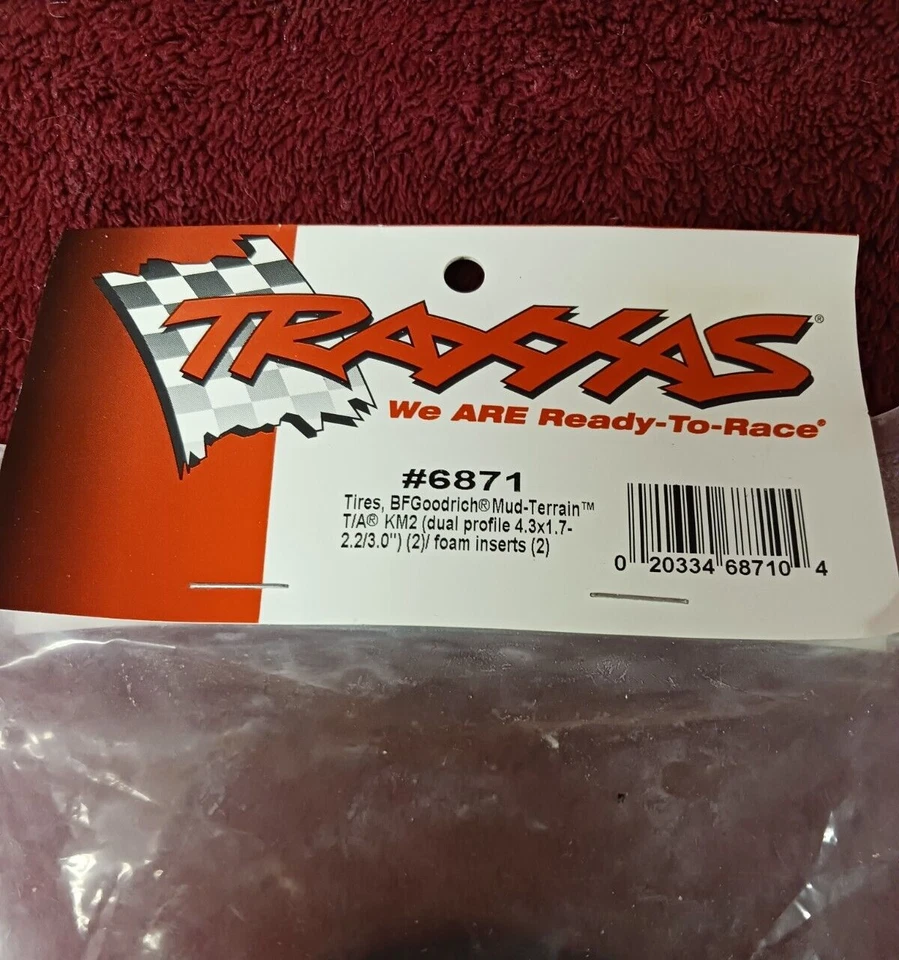 TRAXXAS®
We ARE Ready-To-Race®
#6871
Tires, BFGoodrich® Mud-Terrain™
T/A® KM2 (dual profile 4.3x1.7-
2.2/3.0") (2)/ foam inserts (2)
0 20334 68710 4